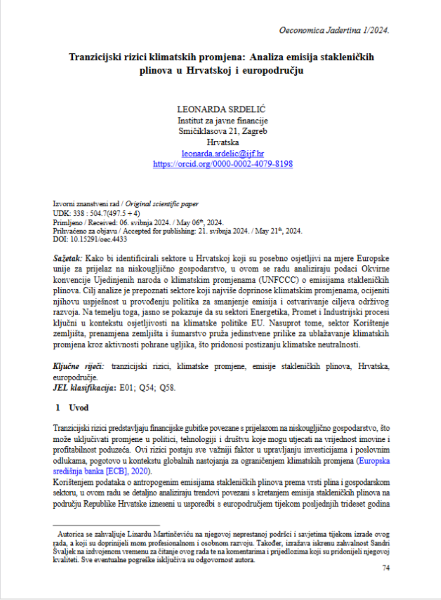 Oeconomica Jadertina 1/2024.
Tranzicijski rizici klimatskih promjena: Analiza emisija stakleničkih
plinova u Hrvatskoj i europodručju
LEONARDA SRDELIĆ
Institut za javne financije
Smičiklasova 21, Zagreb
Hrvatska
leonarda.srdelic@ijf.hr
https://orcid.org/0000-0002-4079-8198
Izvorni znanstveni rad / Original scientific paper
UDK: 338 : 504.7(497.5 + 4)
Primljeno / Received: 06. svibnja 2024. / May 06th, 2024.
Prihvaćeno za objavu / Accepted for publishing: 21. svibnja 2024. / May 21th, 2024.
DOI: 10.15291/oec.4433
Sažetak: Kako bi identificirali sektore u Hrvatskoj koji su posebno osjetljivi na mjere Europske
unije za prijelaz na niskougljično gospodarstvo, u ovom se radu analiziraju podaci Okvirne
konvencije Ujedinjenih naroda o klimatskim promjenama (UNFCCC) o emisijama stakleničkih
plinova. Cilj analize je prepoznati sektore koji najviše doprinose klimatskim promjenama, ocijeniti
njihovu uspješnost u provođenju politika za smanjenje emisija i ostvarivanje ciljeva održivog
razvoja. Na temelju toga, jasno se pokazuje da su sektori Energetika, Promet i Industrijski procesi
ključni u kontekstu osjetljivosti na klimatske politike EU. Nasuprot tome, sektor Korištenje
zemljišta, prenamjena zemljišta i šumarstvo pruža jedinstvene prilike za ublažavanje klimatskih
promjena kroz aktivnosti pohrane ugljika, što pridonosi postizanju klimatske neutralnosti.
Ključne riječi: tranzicijski rizici, klimatske promjene, emisije stakleničkih plinova, Hrvatska,
europodručje.
JEL klasifikacija: E01; Q54; Q58.
1 Uvod
Tranzicijski rizici predstavljaju financijske gubitke povezane s prijelazom na niskougljično gospodarstvo, što
može uključivati promjene u politici, tehnologiji i društvu koje mogu utjecati na vrijednost imovine i
profitabilnost poduzeća. Ovi rizici postaju sve važniji faktor u upravljanju investicijama i poslovnim
odlukama, pogotovo u kontekstu globalnih nastojanja za ograničenjem klimatskih promjena (Europska
središnja banka [ECB], 2020).
Korištenjem podataka o antropogenim emisijama stakleničkih plinova prema vrsti plina i gospodarskom
sektoru, u ovom radu se detaljno analiziraju trendovi povezani s kretanjem emisija stakleničkih plinova na
području Republike Hrvatske izneseni u usporedbi s europodručjem tijekom posljednjih trideset godina
Autorica se zahvaljuje Linardu Martinčeviću na njegovoj neprestanoj podršci i savjetima tijekom izrade ovog
rada, a koji su doprinijeli mom profesionalnom i osobnom razvoju. Također, izražava iskrenu zahvalnost Sandri
Švaljek na izdvojenom vremenu za čitanje ovog rada te na komentarima i prijedlozima koji su pridonijeli njegovoj
kvaliteti. Sve eventualne pogreške isključiva su odgovornost autora.
74